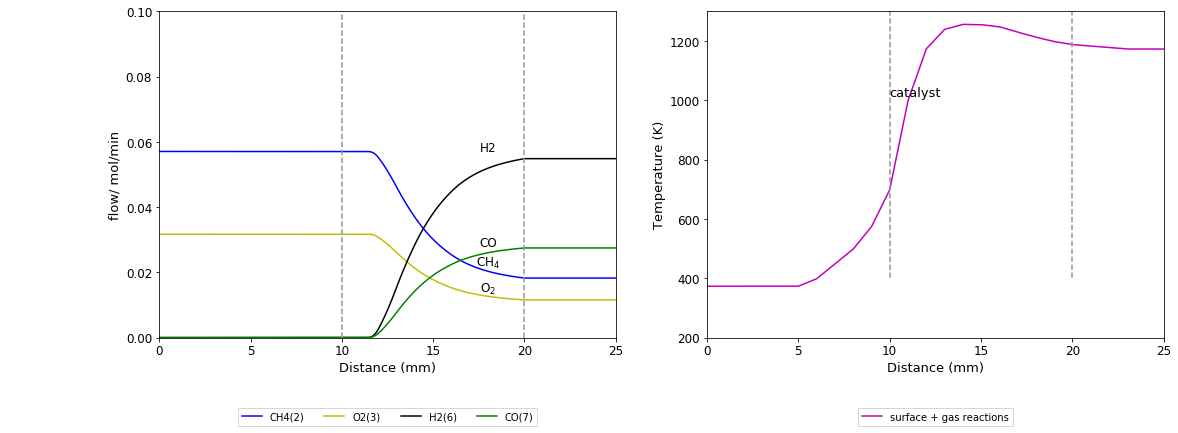 0.10
0.08
0.06
0.04
0.02
0.00
flow/ mol/min
H2
CO
CH₄
O₂
0 5 10 15 20 25
Distance (mm)
CH4(2) O2(3) H2(6) CO(7)
1200
1000
800
600
400
200
Temperature (K)
catalyst
0 5 10 15 20 25
Distance (mm)
surface + gas reactions